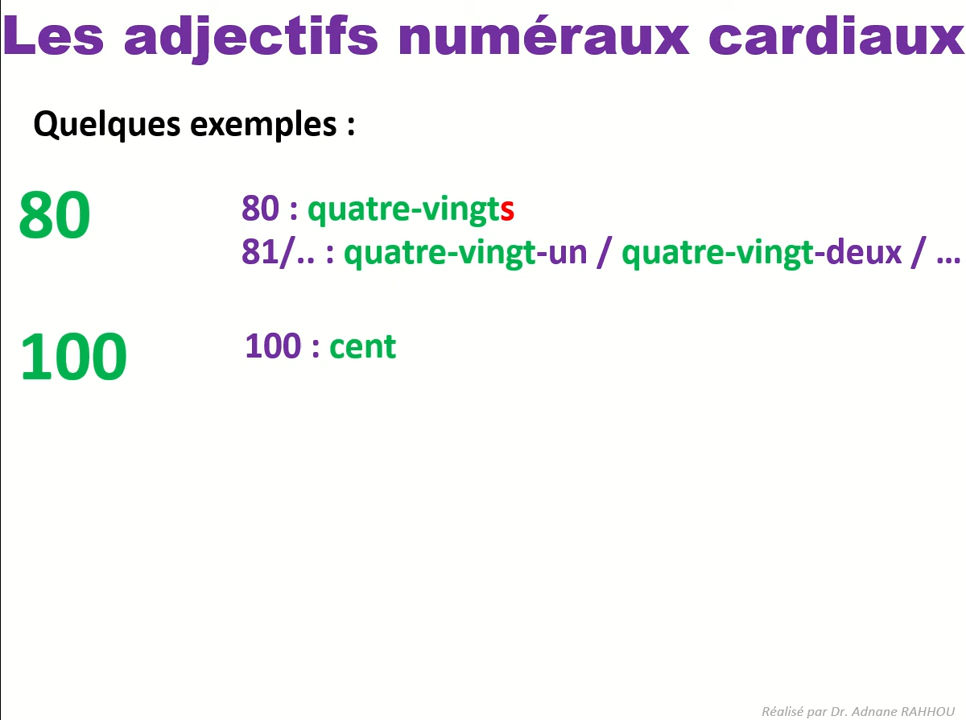 Les adjectifs numéraux cardiaux
Quelques exemples :
80
80 : quatre-vingts
81/.. : quatre-vingt-un / quatre-vingt-deux / ...
100
100 : cent
Réalisé par Dr. Adnane RAHHOU